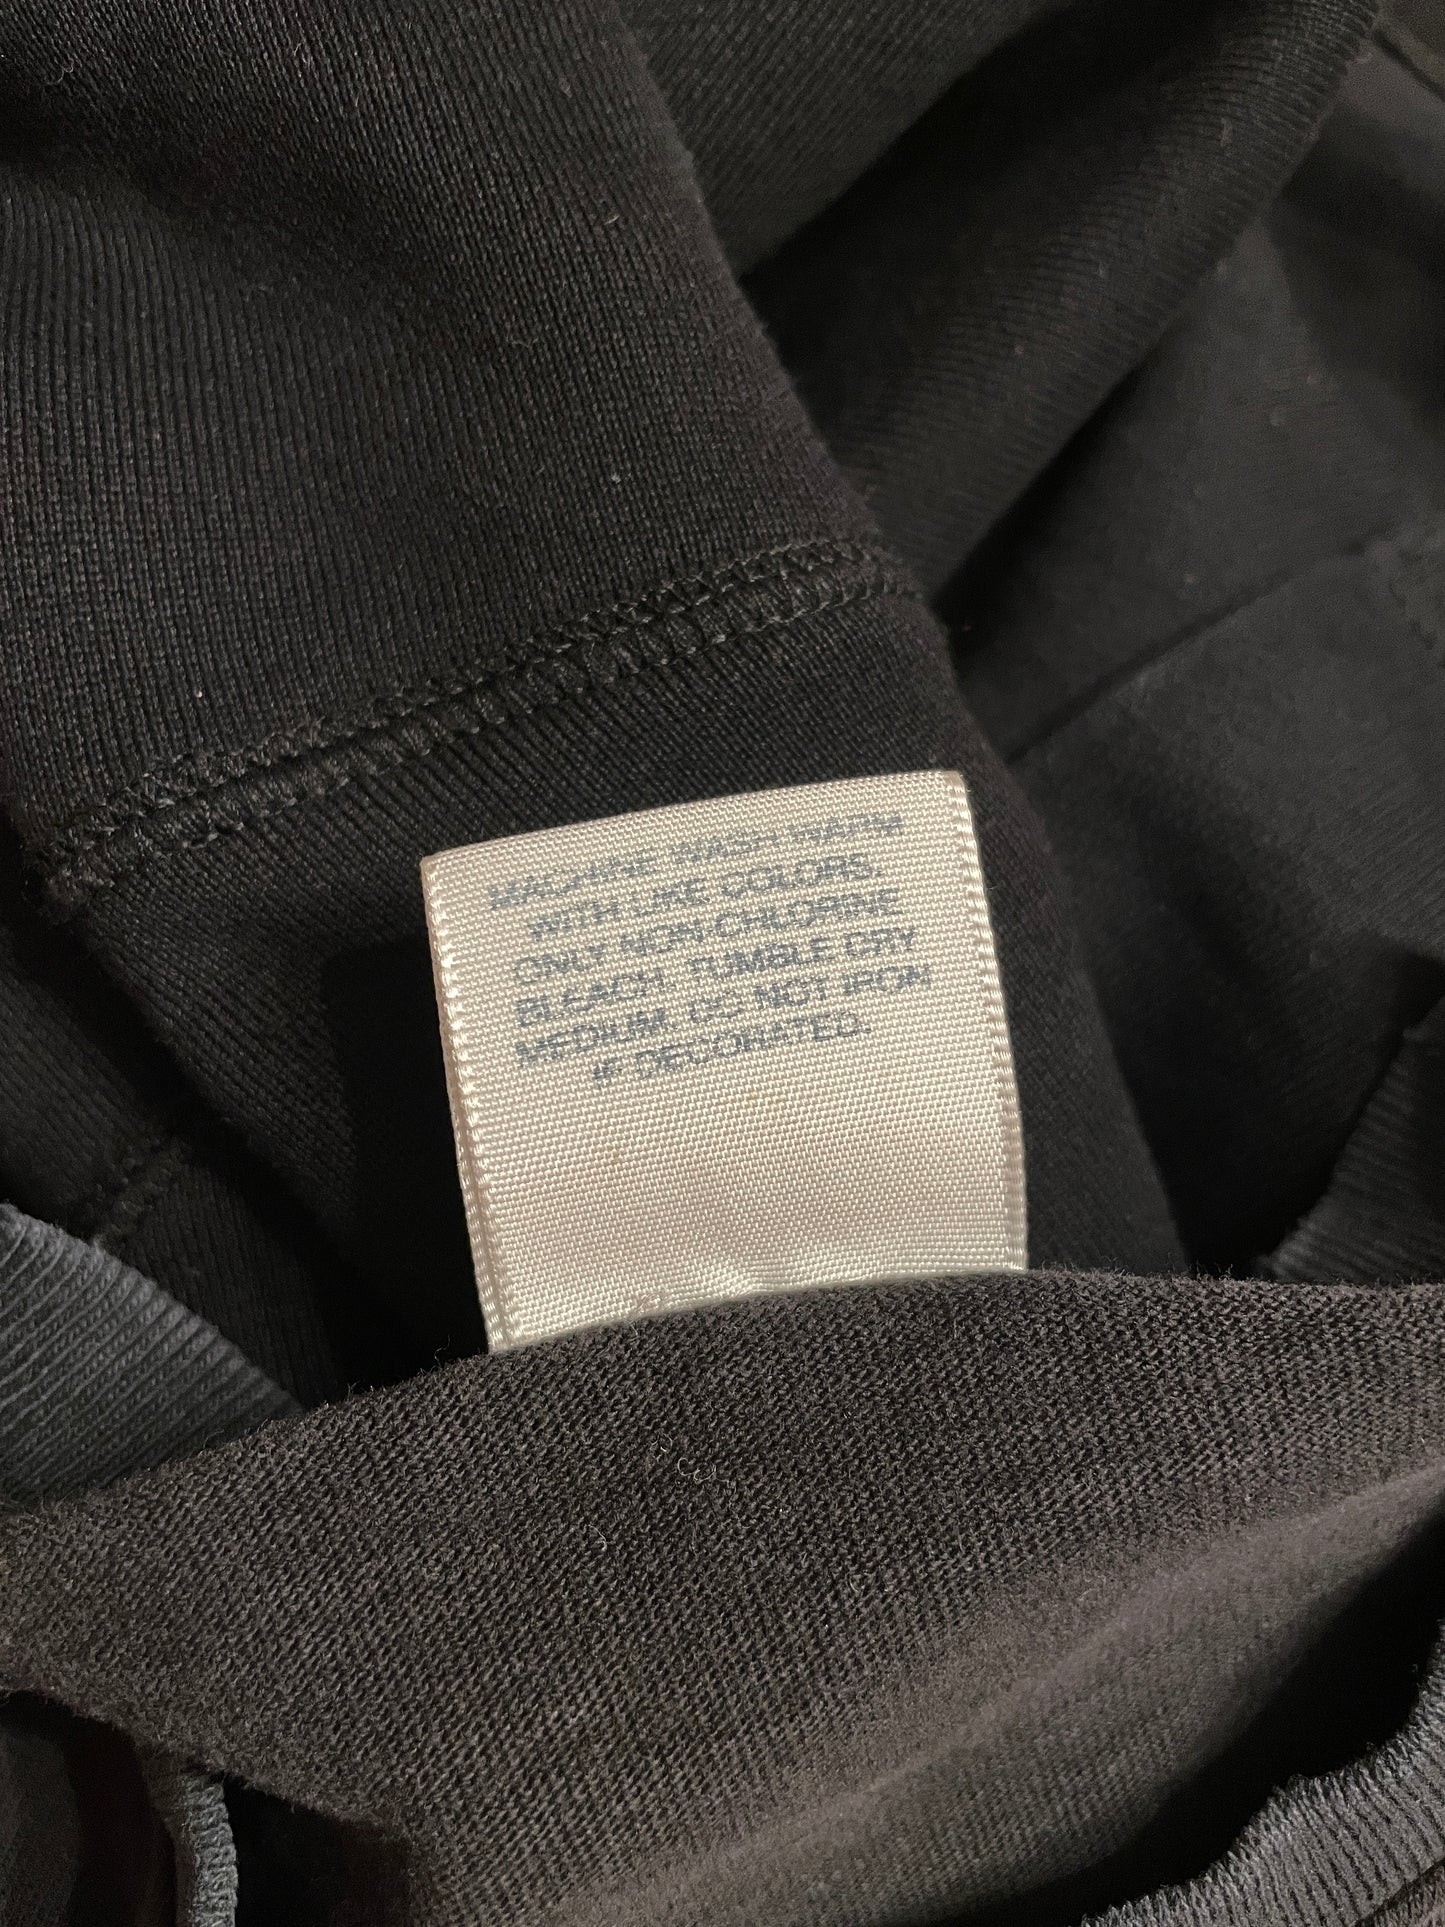 MACHINE WASH WARM
WITH LIKE COLORS.
ONLY NON-CHLORINE
BLEACH. TUMBLE DRY
MEDIUM. DO NOT IRON
IF DECORATED.